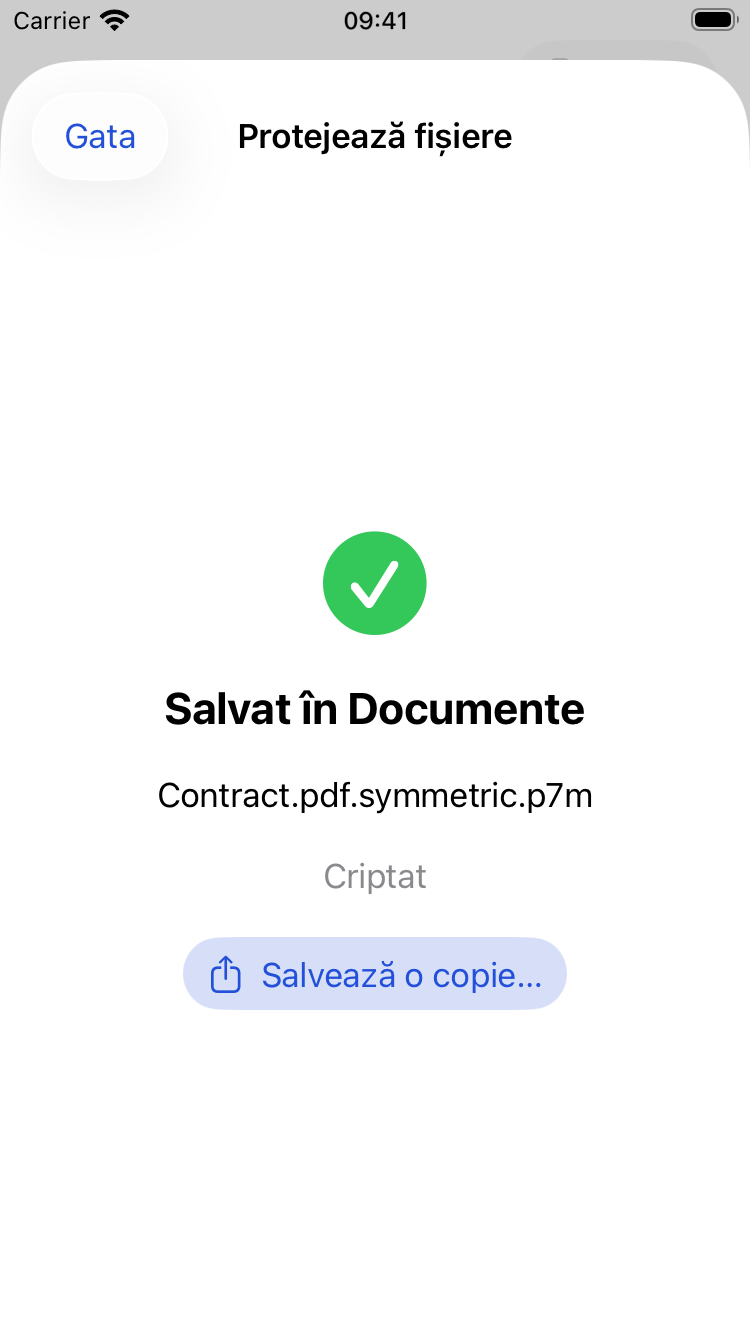 Carrier
09:41
Gata
Protejează fișiere
Salvat în Documente
Contract.pdf.symmetric.p7m
Criptat
Salvează o copie...